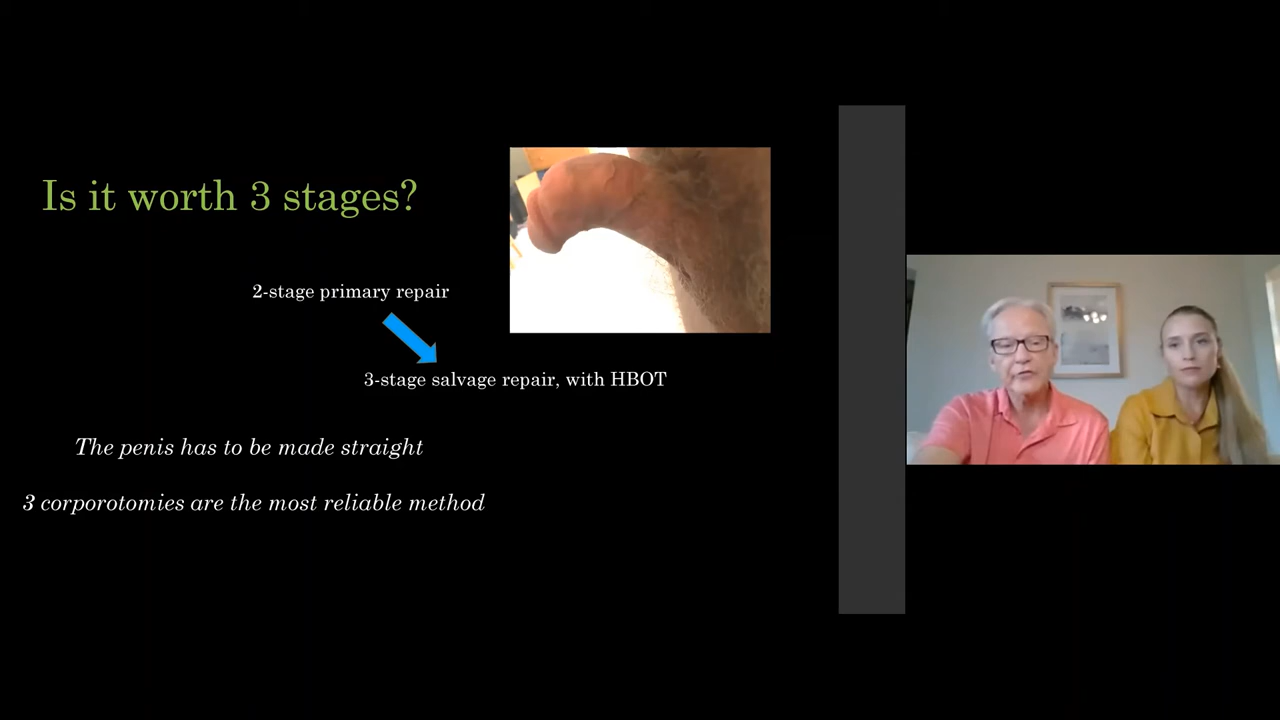 Is it worth 3 stages?
2-stage primary repair
3-stage salvage repair, with HBOT
The penis has to be made straight
3 corporotomies are the most reliable method